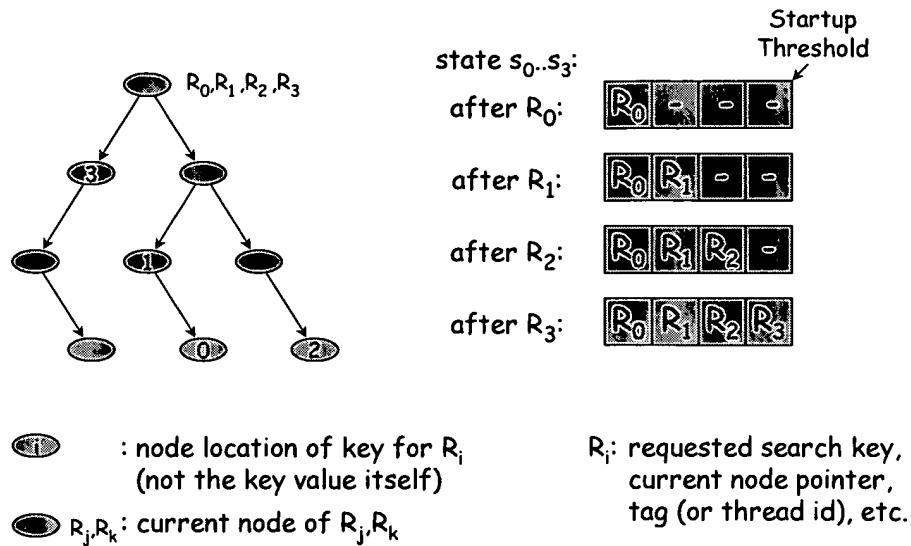 Startup
Threshold
R0,R1,R2,R3
state s0..s3:
after R0:
R0 - - -
3
after R1:
R0 R1 - -
1
after R2:
R0 R1 R2 -
0
2
after R3:
R0 R1 R2 R3
i : node location of key for Ri
(not the key value itself)
Rj,Rk : current node of Rj,Rk
Ri: requested search key,
current node pointer,
tag (or thread id), etc.